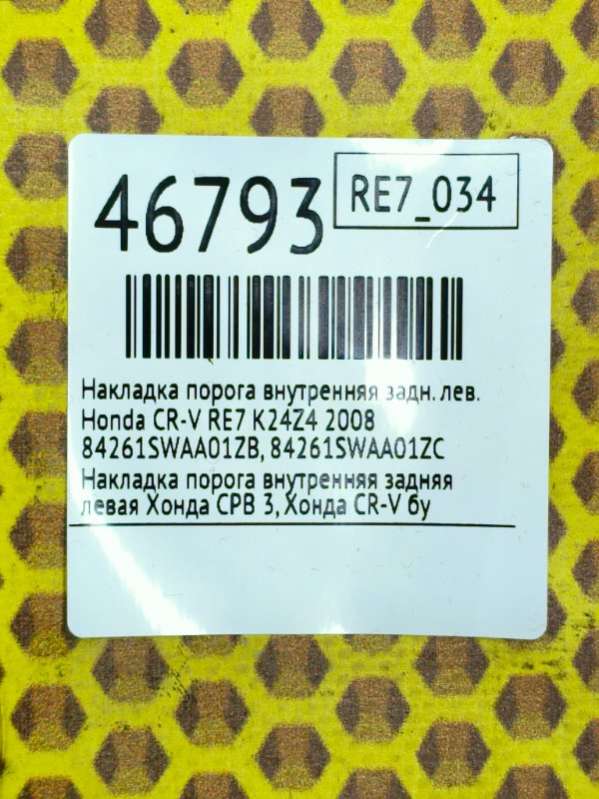 46793
RE7_034
Накладка порога внутренняя задн. лев.
Honda CR-V RE7 K24Z4 2008
84261SWAA01ZB, 84261SWAA01ZC
Накладка порога внутренняя задняя
левая Хонда СРВ 3, Хонда CR-V бу